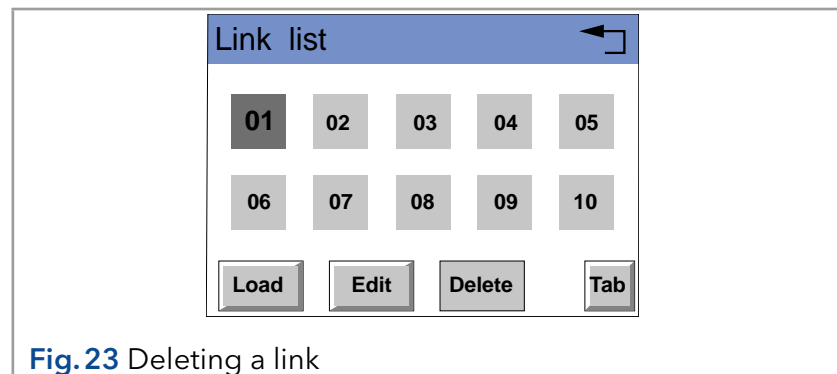 Link list
01 02 03 04 05
06 07 08 09 10
Load Edit Delete Tab
Fig. 23 Deleting a link